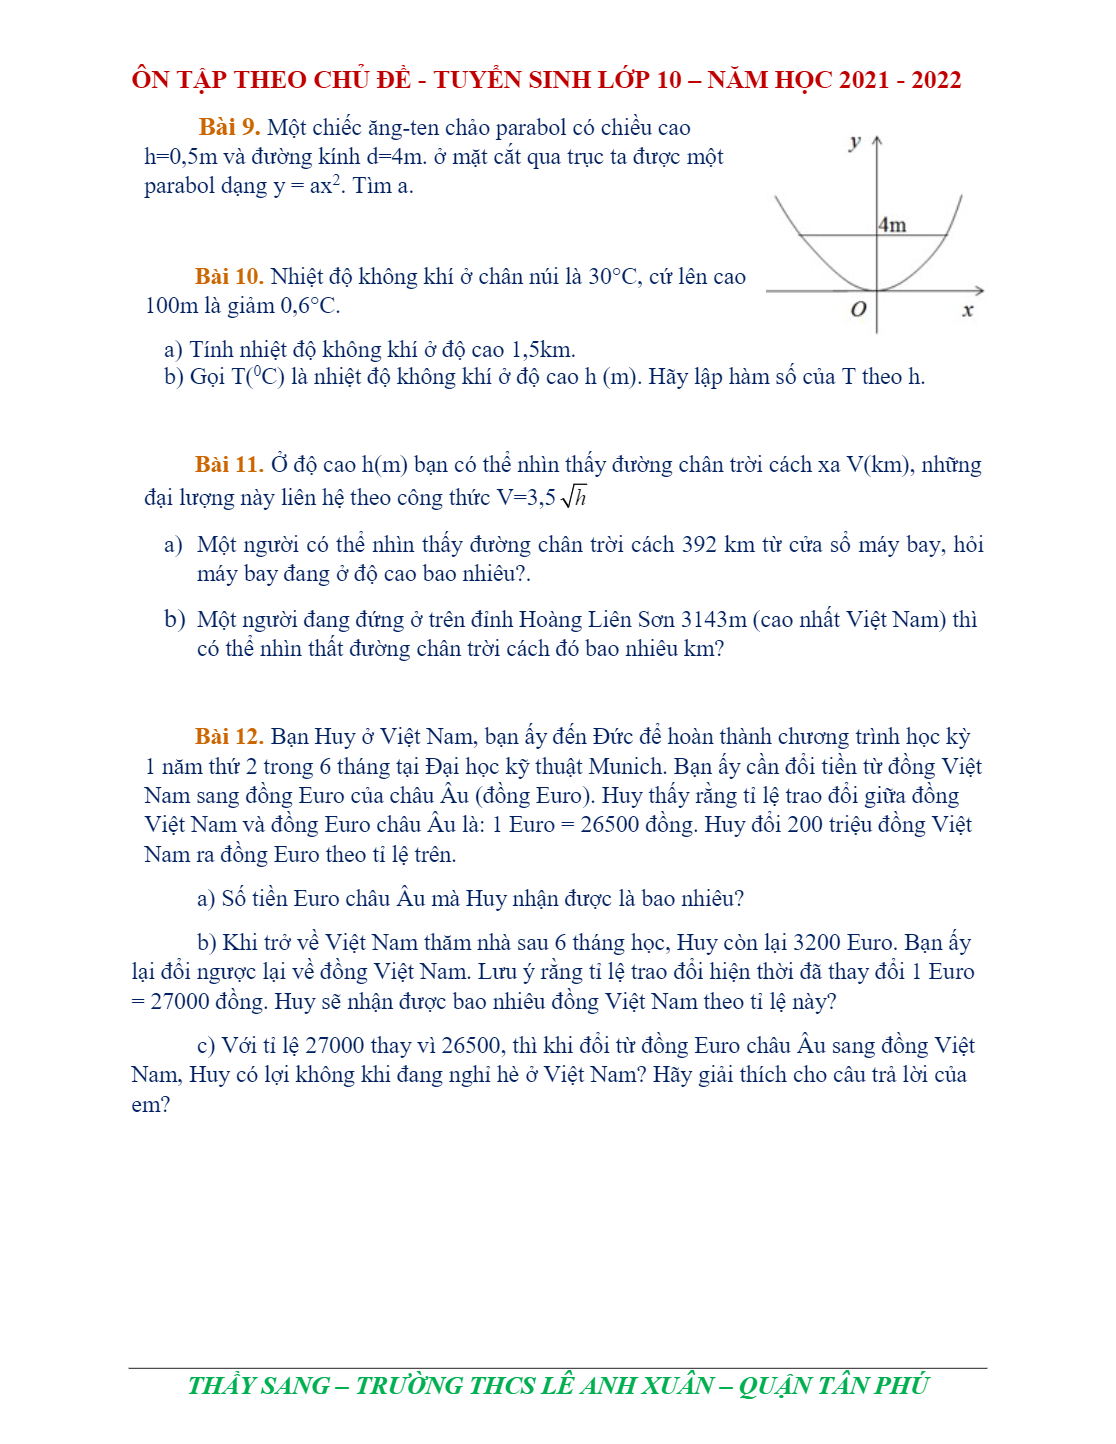 ÔN TẬP THEO CHỦ ĐỀ - TUYỂN SINH LỚP 10 – NĂM HỌC 2021 - 2022
Bài 9. Một chiếc ăng-ten chảo parabol có chiều cao
h=0,5m và đường kính d=4m. ở mặt cắt qua trục ta được một
parabol dạng y = ax². Tìm a.
y
4m
O
x
Bài 10. Nhiệt độ không khí ở chân núi là 30°C, cứ lên cao
100m là giảm 0,6°C.
a) Tính nhiệt độ không khí ở độ cao 1,5km.
b) Gọi T(⁰C) là nhiệt độ không khí ở độ cao h (m). Hãy lập hàm số của T theo h.
Bài 11. Ở độ cao h(m) bạn có thể nhìn thấy đường chân trời cách xa V(km), những
đại lượng này liên hệ theo công thức V=3,5√h
a) Một người có thể nhìn thấy đường chân trời cách 392 km từ cửa sổ máy bay, hỏi
máy bay đang ở độ cao bao nhiêu?.
b) Một người đang đứng ở trên đỉnh Hoàng Liên Sơn 3143m (cao nhất Việt Nam) thì
có thể nhìn thất đường chân trời cách đó bao nhiêu km?
Bài 12. Bạn Huy ở Việt Nam, bạn ấy đến Đức để hoàn thành chương trình học kỳ
1 năm thứ 2 trong 6 tháng tại Đại học kỹ thuật Munich. Bạn ấy cần đổi tiền từ đồng Việt
Nam sang đồng Euro của châu Âu (đồng Euro). Huy thấy rằng tỉ lệ trao đổi giữa đồng
Việt Nam và đồng Euro châu Âu là: 1 Euro = 26500 đồng. Huy đổi 200 triệu đồng Việt
Nam ra đồng Euro theo tỉ lệ trên.
a) Số tiền Euro châu Âu mà Huy nhận được là bao nhiêu?
b) Khi trở về Việt Nam thăm nhà sau 6 tháng học, Huy còn lại 3200 Euro. Bạn ấy
lại đổi ngược lại về đồng Việt Nam. Lưu ý rằng tỉ lệ trao đổi hiện thời đã thay đổi 1 Euro
= 27000 đồng. Huy sẽ nhận được bao nhiêu đồng Việt Nam theo tỉ lệ này?
c) Với tỉ lệ 27000 thay vì 26500, thì khi đổi từ đồng Euro châu Âu sang đồng Việt
Nam, Huy có lợi không khi đang nghỉ hè ở Việt Nam? Hãy giải thích cho câu trả lời của
em?
THẦY SANG – TRƯỜNG THCS LÊ ANH XUÂN – QUẬN TÂN PHÚ